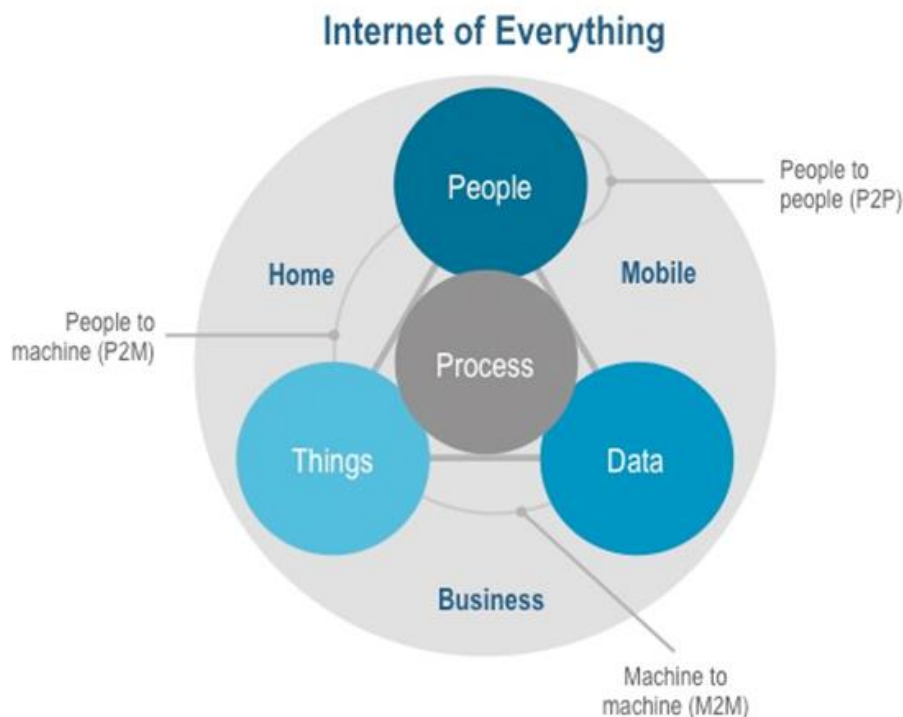 Internet of Everything
People
People to
people (P2P)
Home
Mobile
People to
machine (P2M)
Process
Things
Data
Business
Machine to
machine (M2M)